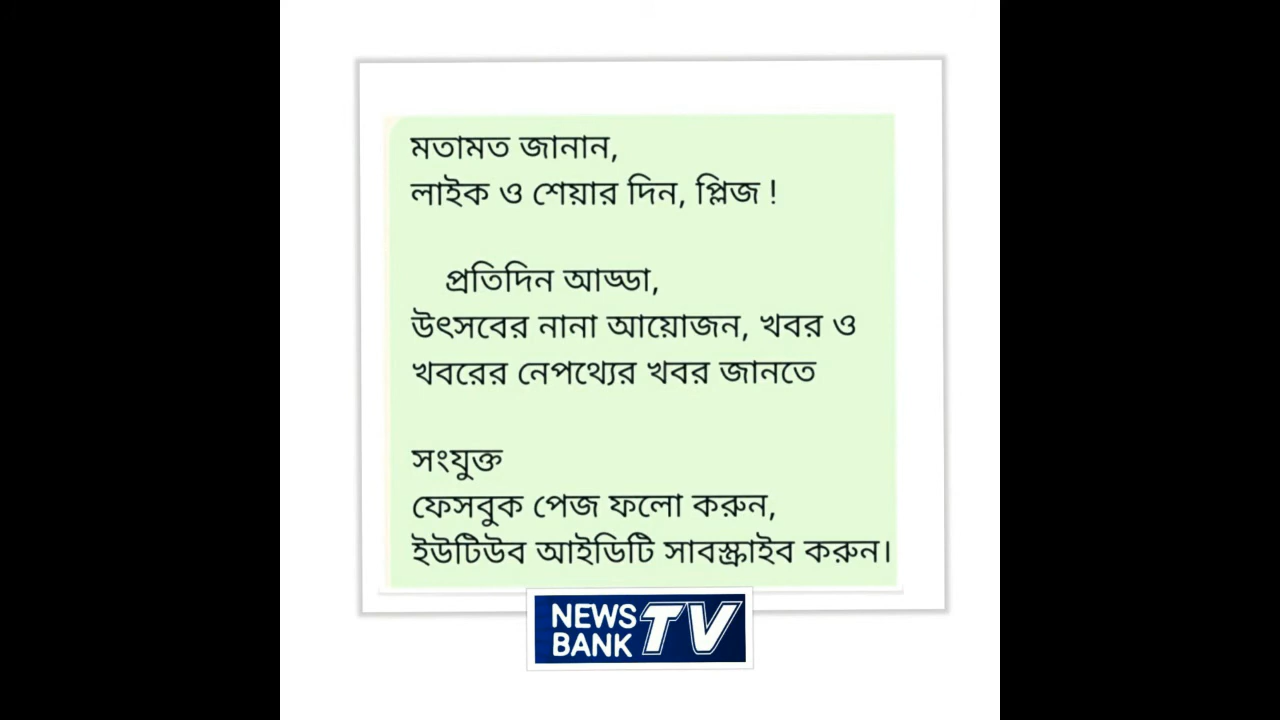 মতামত জানান,
লাইক ও শেয়ার দিন, প্লিজ !
প্রতিদিন আড্ডা,
উৎসবের নানা আয়োজন, খবর ও
খবরের নেপথ্যের খবর জানতে
সংযুক্ত
ফেসবুক পেজ ফলো করুন,
ইউটিউব আইডিটি সাবস্ক্রাইব করুন।
NEWS BANK TV